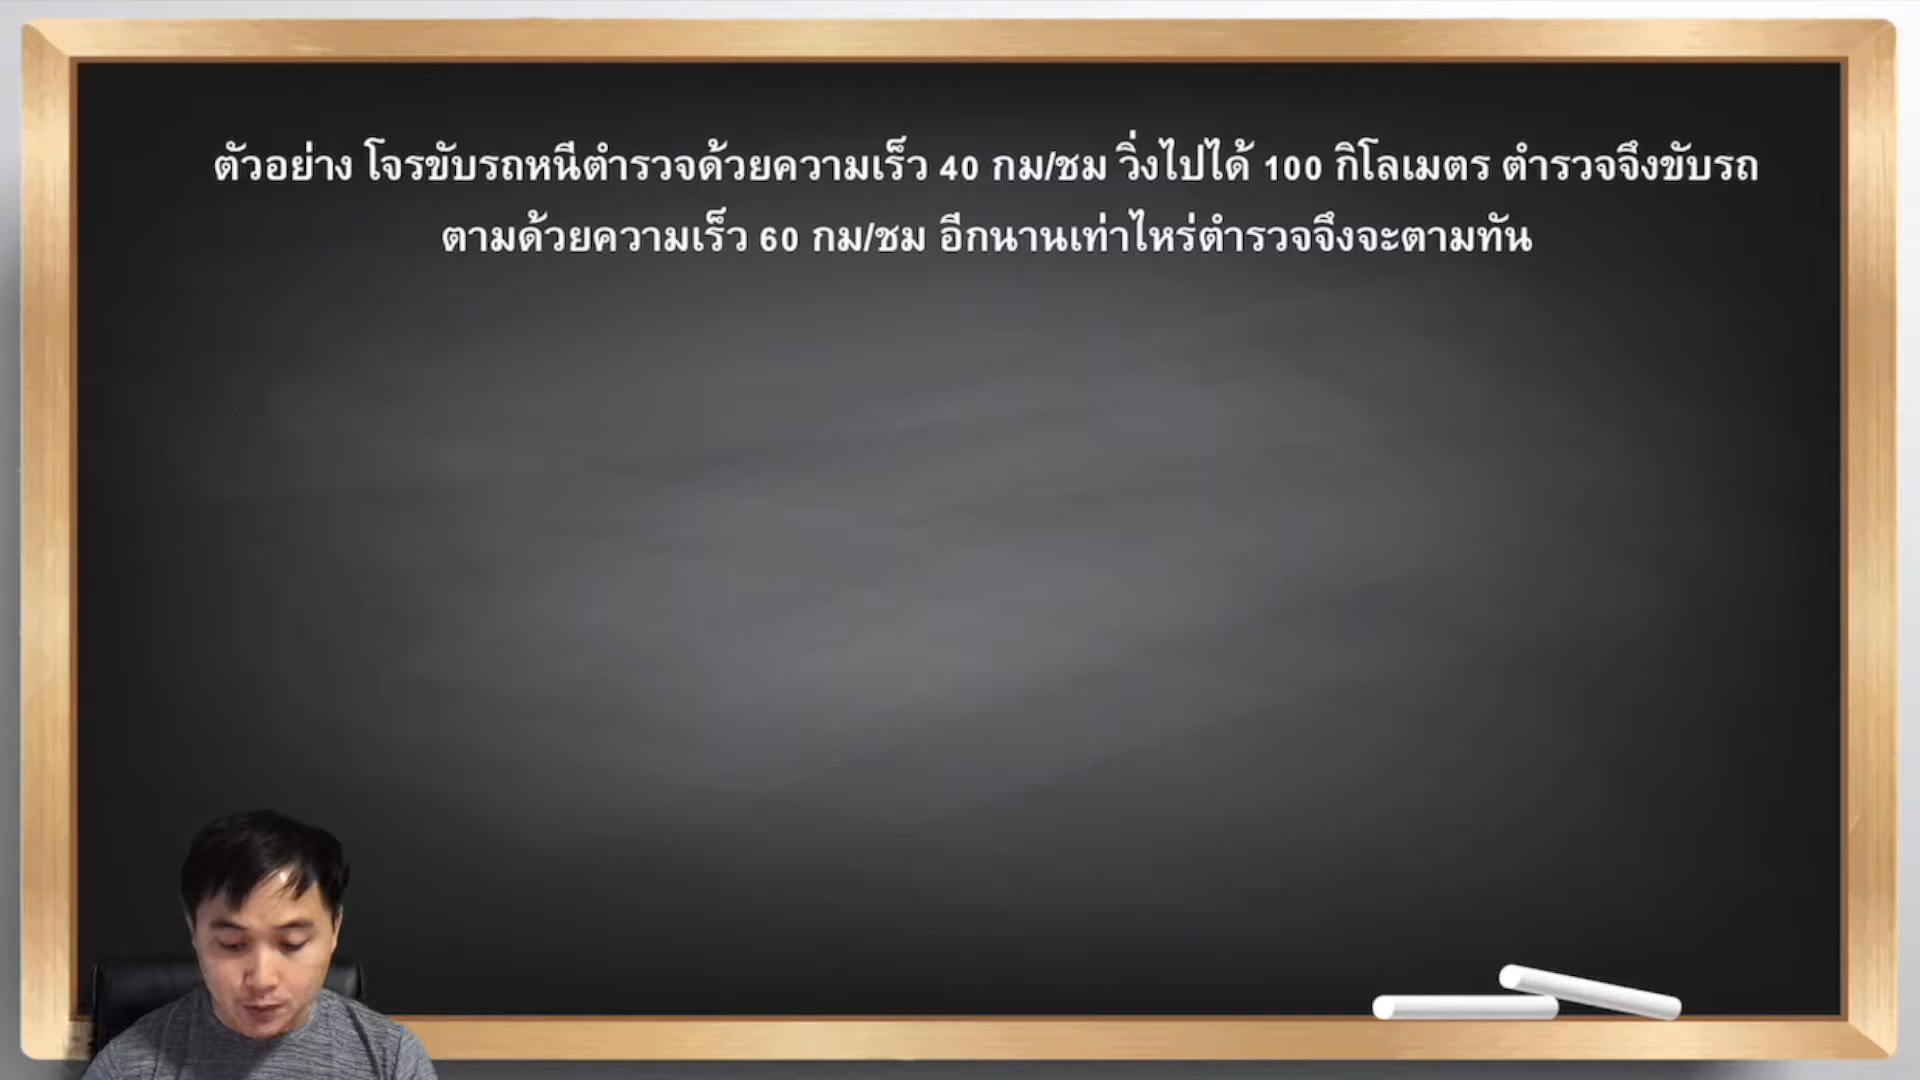 ตัวอย่าง โจรขับรถหนีตำรวจด้วยความเร็ว 40 กม/ชม วิ่งไปได้ 100 กิโลเมตร ตำรวจจึงขับรถ
ตามด้วยความเร็ว 60 กม/ชม อีกนานเท่าไหร่ตำรวจจึงจะตามทัน